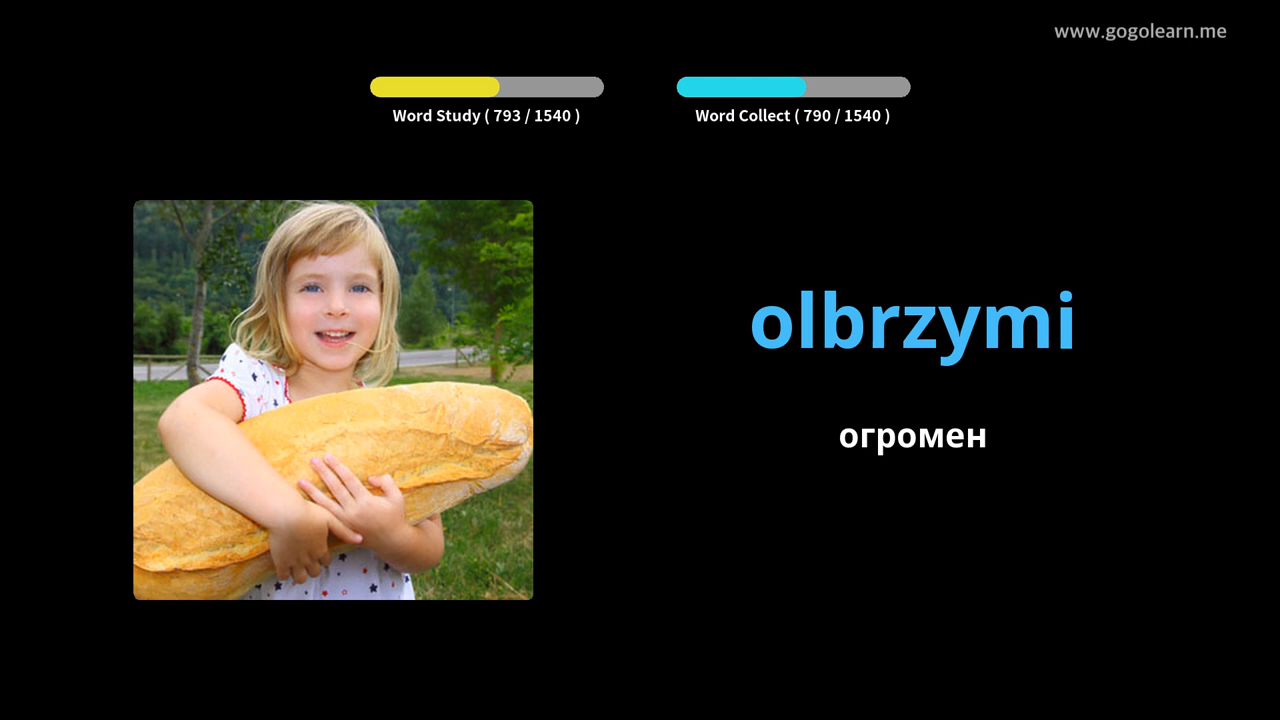 www.gogolearn.me
Word Study ( 793 / 1540 )
Word Collect ( 790 / 1540 )
olbrzymi
огромен